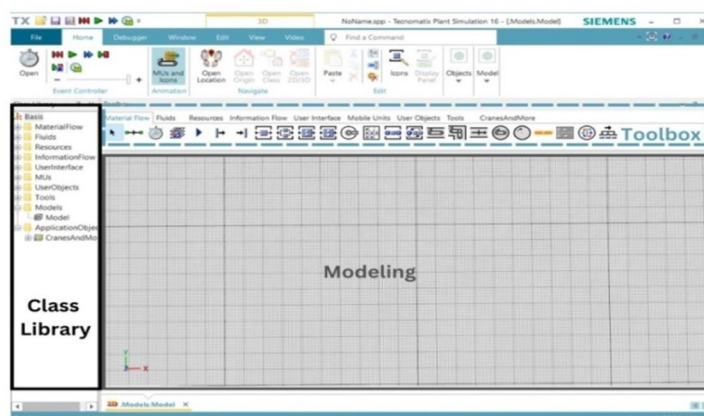 TX 3D NoName.spp - Tecnomatix Plant Simulation 16 - [.Models.Model] SIEMENS
File Home Debugger Window Edit View Video Find a Command
Open MUs and Icons Open Location Open Origin Open Class Open 2D/3D Paste Icons Display Panel Objects Model
Event Controller Animation Navigate Edit
Material Flow Fluids Resources Information Flow User Interface Mobile Units User Objects Tools CranesAndMore
Toolbox
Basis
MaterialFlow
Fluids
Resources
InformationFlow
UserInterface
MUs
UserObjects
Tools
Models
Model
ApplicationObjec
CranesAndMo
Class
Library
Modeling
Y
X
3D .Models.Model